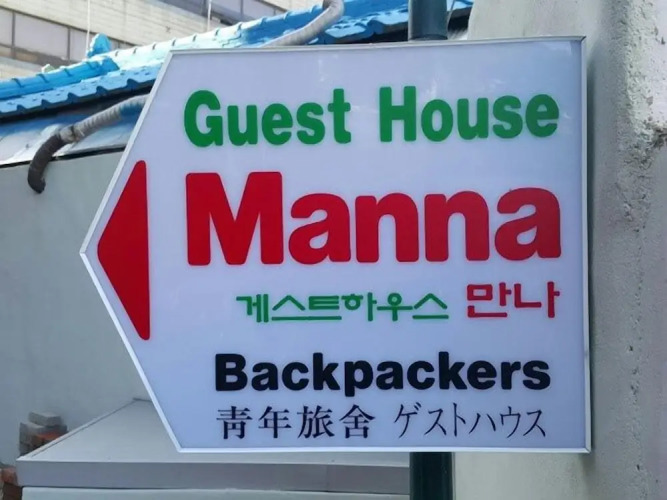 Guest House
Manna
게스트하우스 만나
Backpackers
靑年旅舍 ゲストハウス